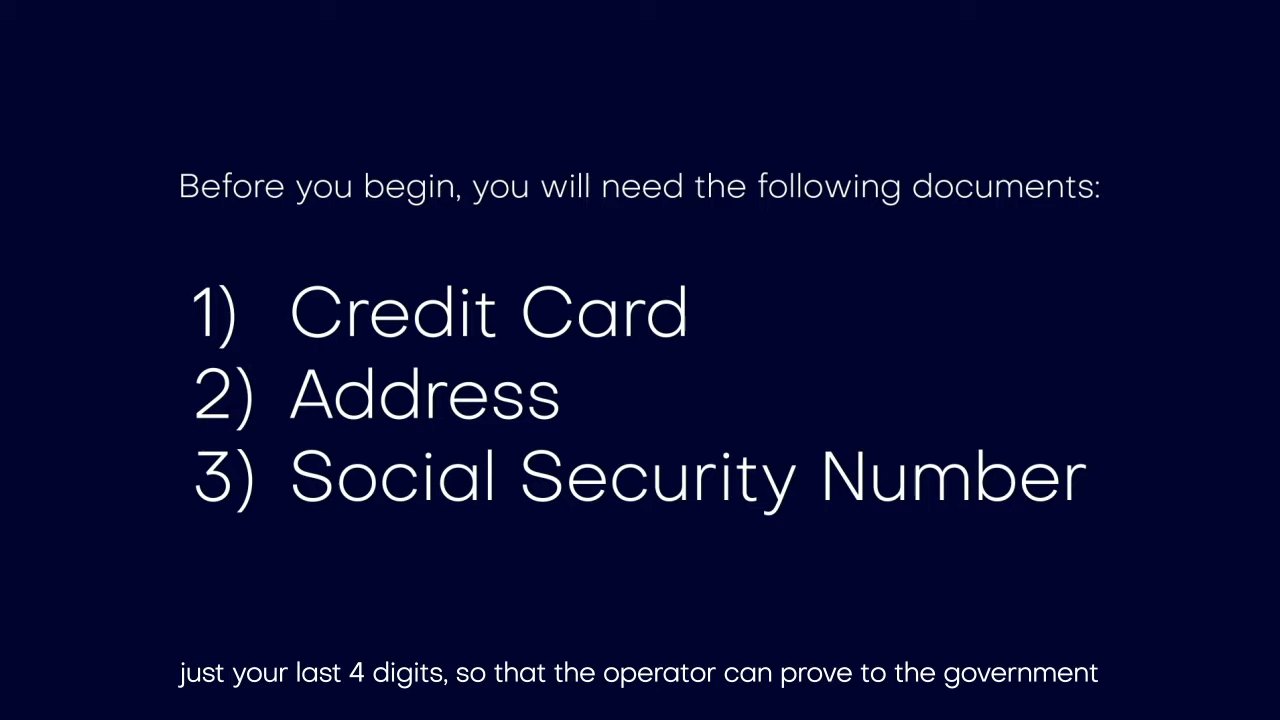 Before you begin, you will need the following documents:
1) Credit Card
2) Address
3) Social Security Number
just your last 4 digits, so that the operator can prove to the government